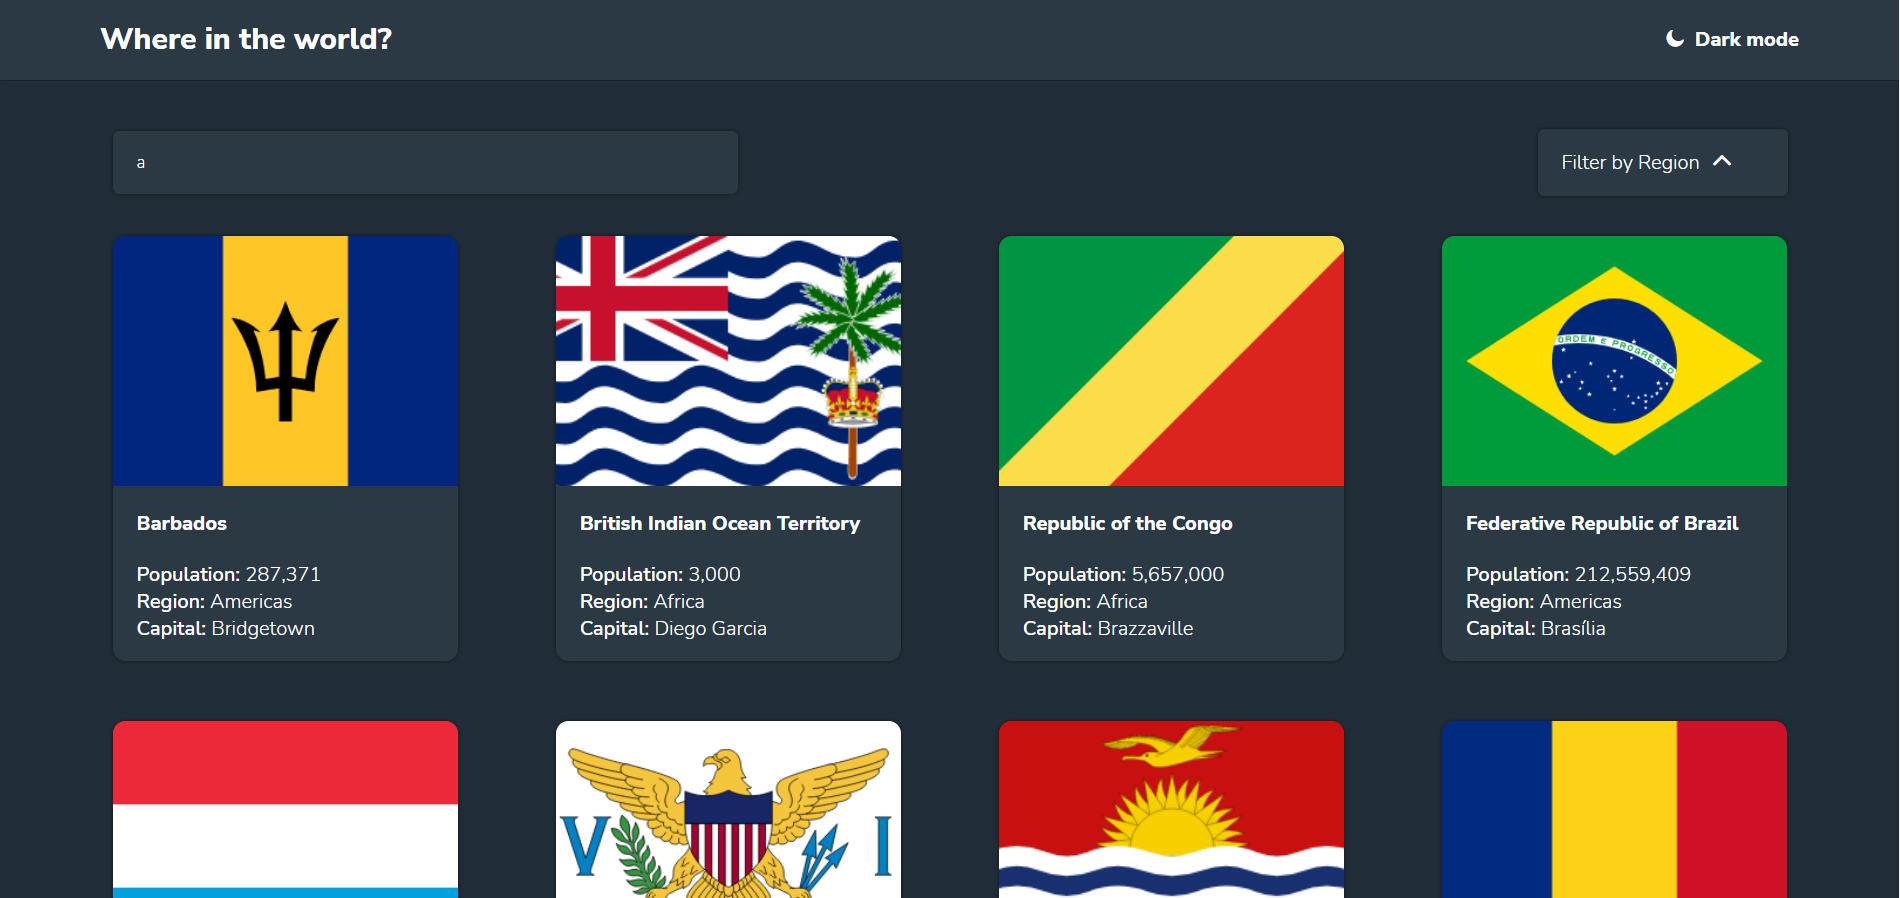 Where in the world?
Dark mode
a
Filter by Region
ORDEM E PROGRESSO
Barbados
Population: 287,371
Region: Americas
Capital: Bridgetown
British Indian Ocean Territory
Population: 3,000
Region: Africa
Capital: Diego Garcia
Republic of the Congo
Population: 5,657,000
Region: Africa
Capital: Brazzaville
Federative Republic of Brazil
Population: 212,559,409
Region: Americas
Capital: Brasília
V I